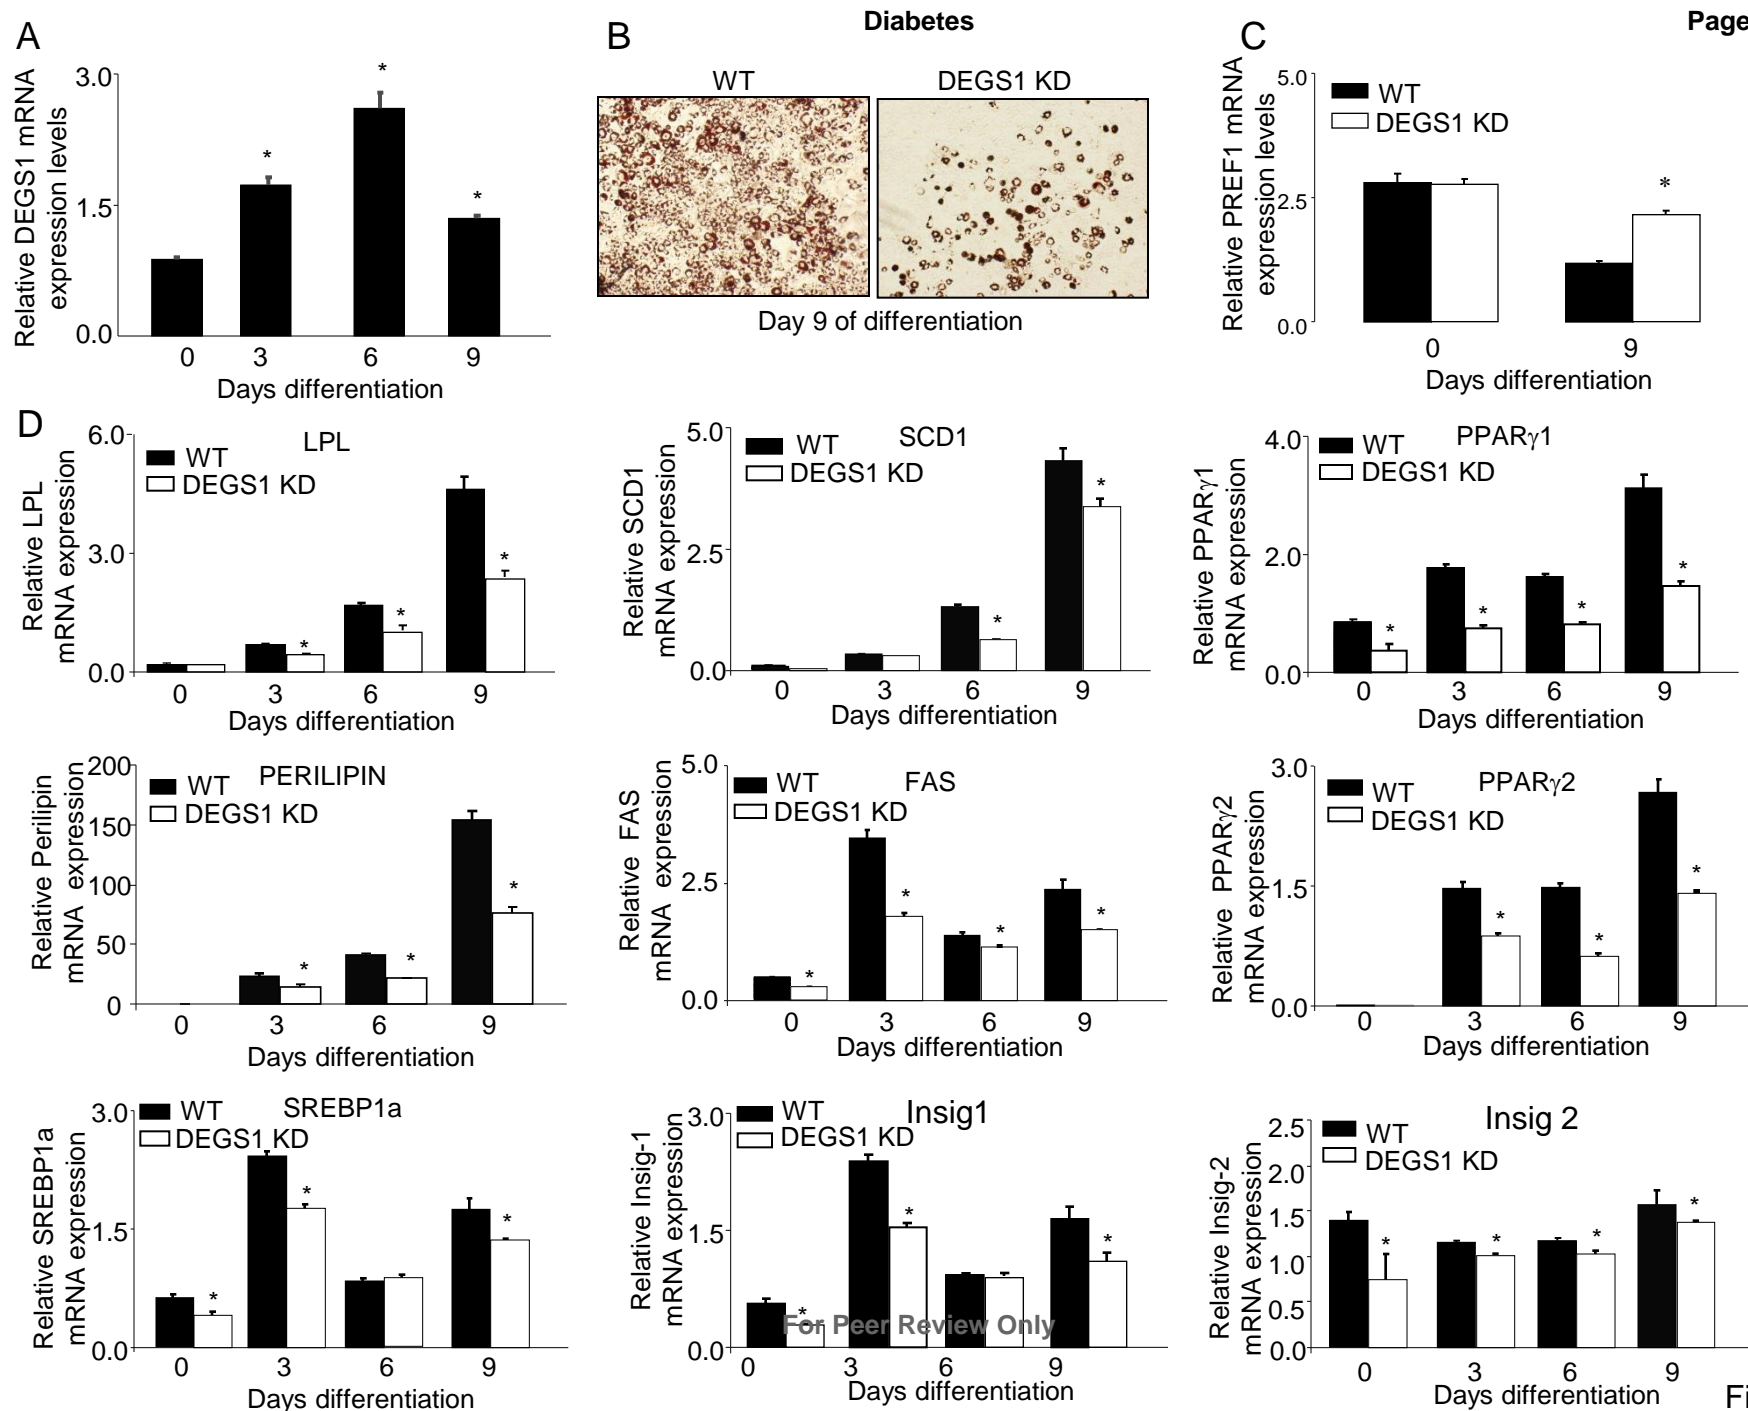 Diabetes
Page
A
Relative DEGS1 mRNA
expression levels
3.0
1.5
0.0
*
*
*
0 3 6 9
Days differentiation
B
WT DEGS1 KD
Day 9 of differentiation
C
Relative PREF1 mRNA
expression levels
5.0
2.5
0.0
WT
DEGS1 KD
*
0 9
Days differentiation
D
LPL
WT
DEGS1 KD
Relative LPL
mRNA expression
6.0
3.0
0.0
*
*
*
0 3 6 9
Days differentiation
SCD1
WT
DEGS1 KD
Relative SCD1
mRNA expression
5.0
2.5
0.0
*
*
0 3 6 9
Days differentiation
PPARγ1
WT
DEGS1 KD
Relative PPARγ1
mRNA expression
4.0
2.0
0.0
*
*
*
*
0 3 6 9
Days differentiation
PERILIPIN
WT
DEGS1 KD
Relative Perilipin
mRNA expression
200
150
100
50
0
*
*
*
0 3 6 9
Days differentiation
FAS
WT
DEGS1 KD
Relative FAS
mRNA expression
5.0
2.5
0.0
*
*
*
*
0 3 6 9
Days differentiation
PPARγ2
WT
DEGS1 KD
Relative PPARγ2
mRNA expression
3.0
1.5
0.0
*
*
*
0 3 6 9
Days differentiation
SREBP1a
WT
DEGS1 KD
Relative SREBP1a
mRNA expression
3.0
1.5
0.0
*
*
*
0 3 6 9
Days differentiation
Insig1
WT
DEGS1 KD
Relative Insig-1
mRNA expression
3.0
1.5
0.0
*
*
*
0 3 6 9
Days differentiation
For Peer Review Only
Insig 2
WT
DEGS1 KD
Relative Insig-2
mRNA expression
2.5
2.0
1.5
1.0
0.5
0.0
*
*
*
*
0 3 6 9
Days differentiation
Fi